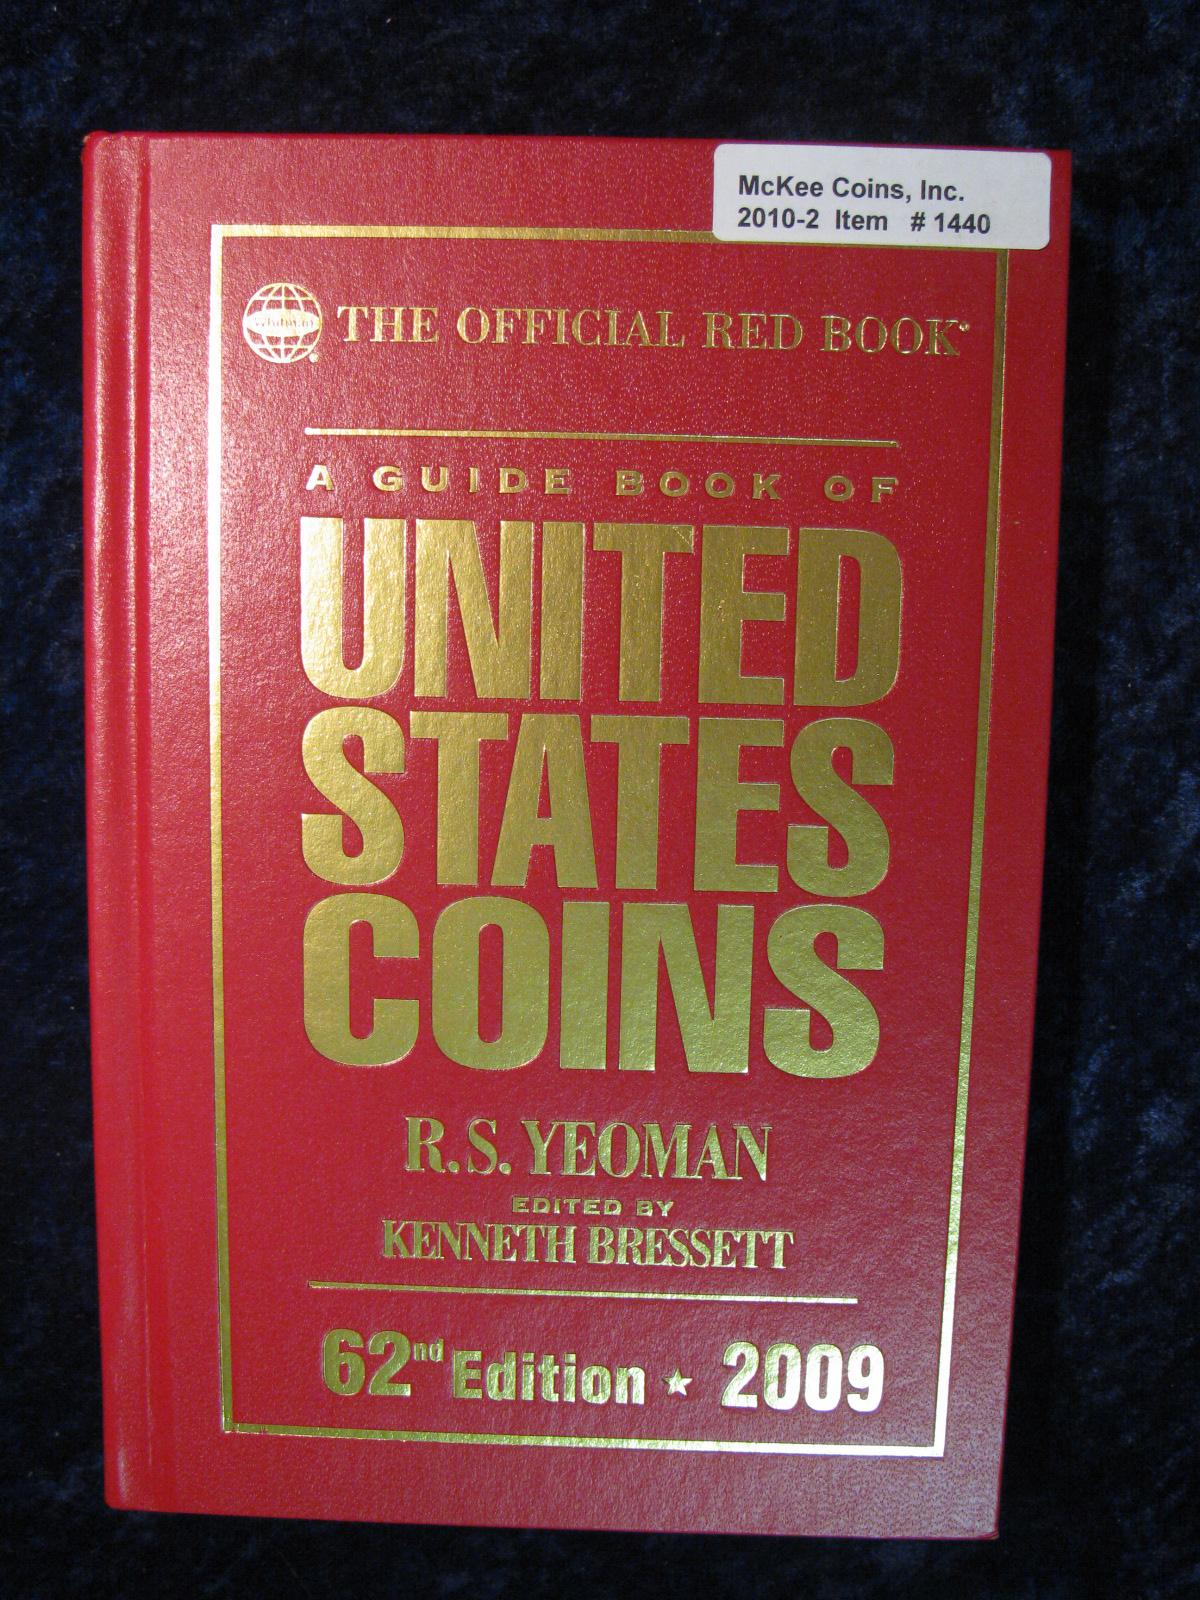 McKee Coins, Inc.
2010-2 Item # 1440
Whitman
THE OFFICIAL RED BOOK®
A GUIDE BOOK OF
UNITED
STATES
COINS
R.S. YEOMAN
EDITED BY
KENNETH BRESSETT
62nd Edition ★ 2009